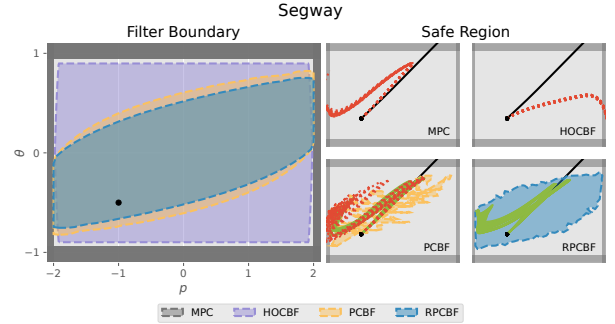 Segway
Filter Boundary
Safe Region
1
0
−1
θ
−2
−1
0
1
2
p
MPC
HOCBF
PCBF
RPCBF
MPC
HOCBF
PCBF
RPCBF